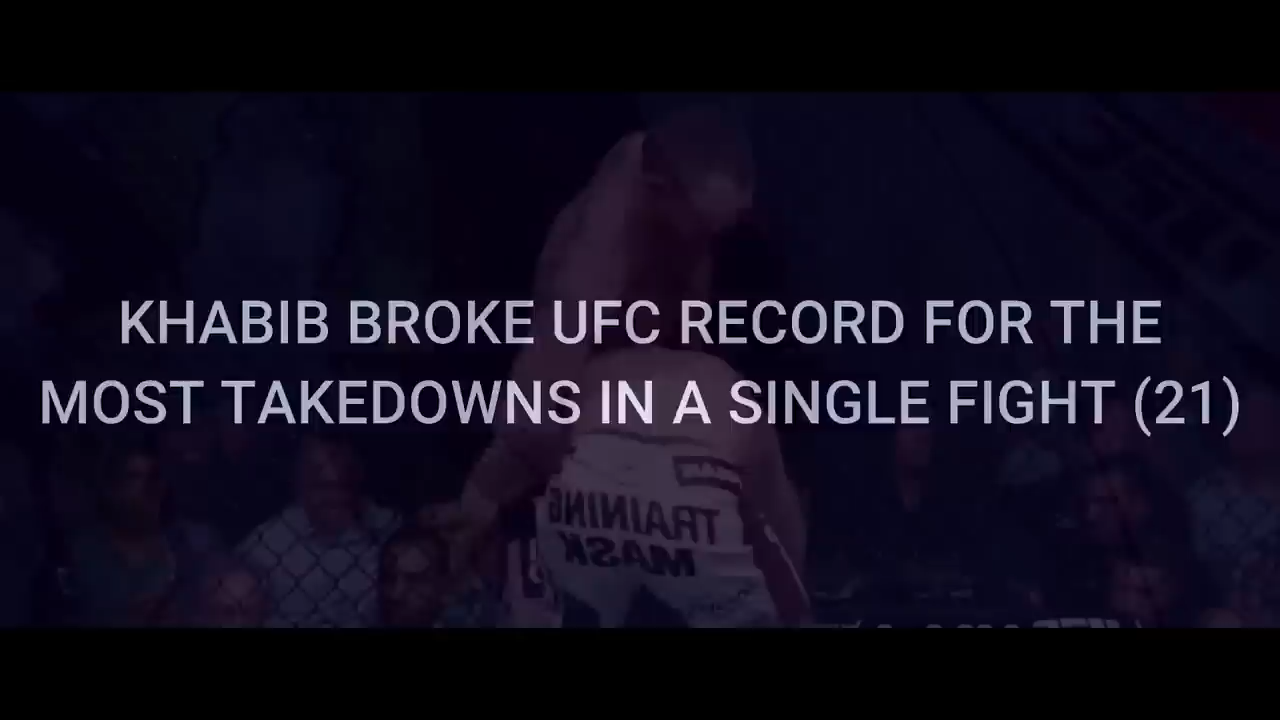 KHABIB BROKE UFC RECORD FOR THE
MOST TAKEDOWNS IN A SINGLE FIGHT (21)
TRAINING
MASK